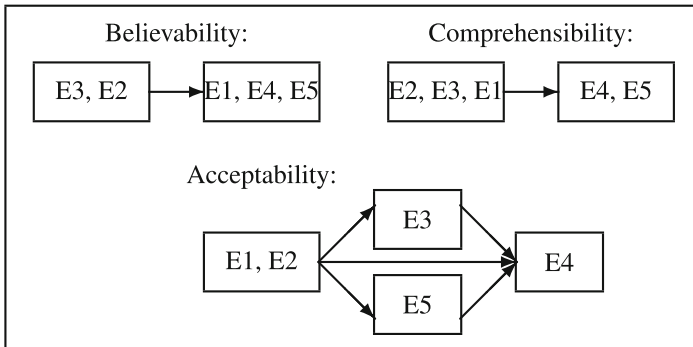 Believability:
Comprehensibility:
E3, E2
E1, E4, E5
E2, E3, E1
E4, E5
Acceptability:
E3
E1, E2
E4
E5